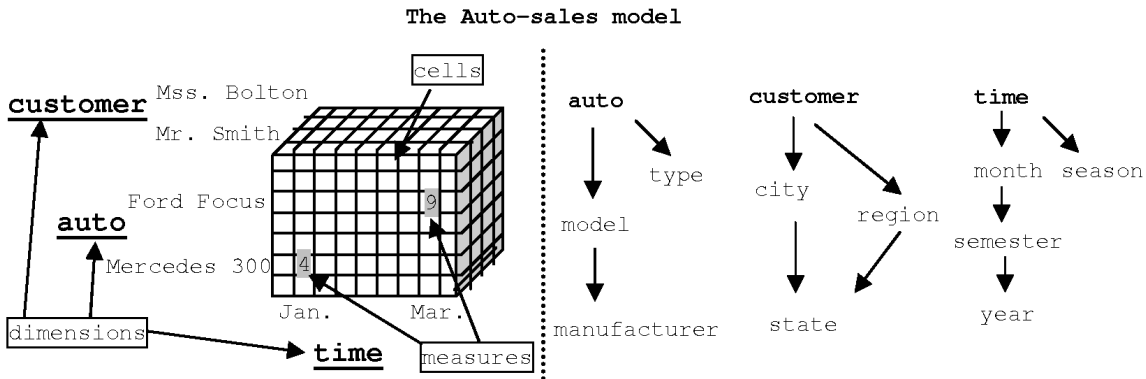 The Auto-sales model
cells
customer
Mss. Bolton
Mr. Smith
Ford Focus
9
auto
Mercedes 300
4
Jan.
Mar.
dimensions
time
measures
auto
customer
time
type
city
month
season
region
model
semester
manufacturer
state
year